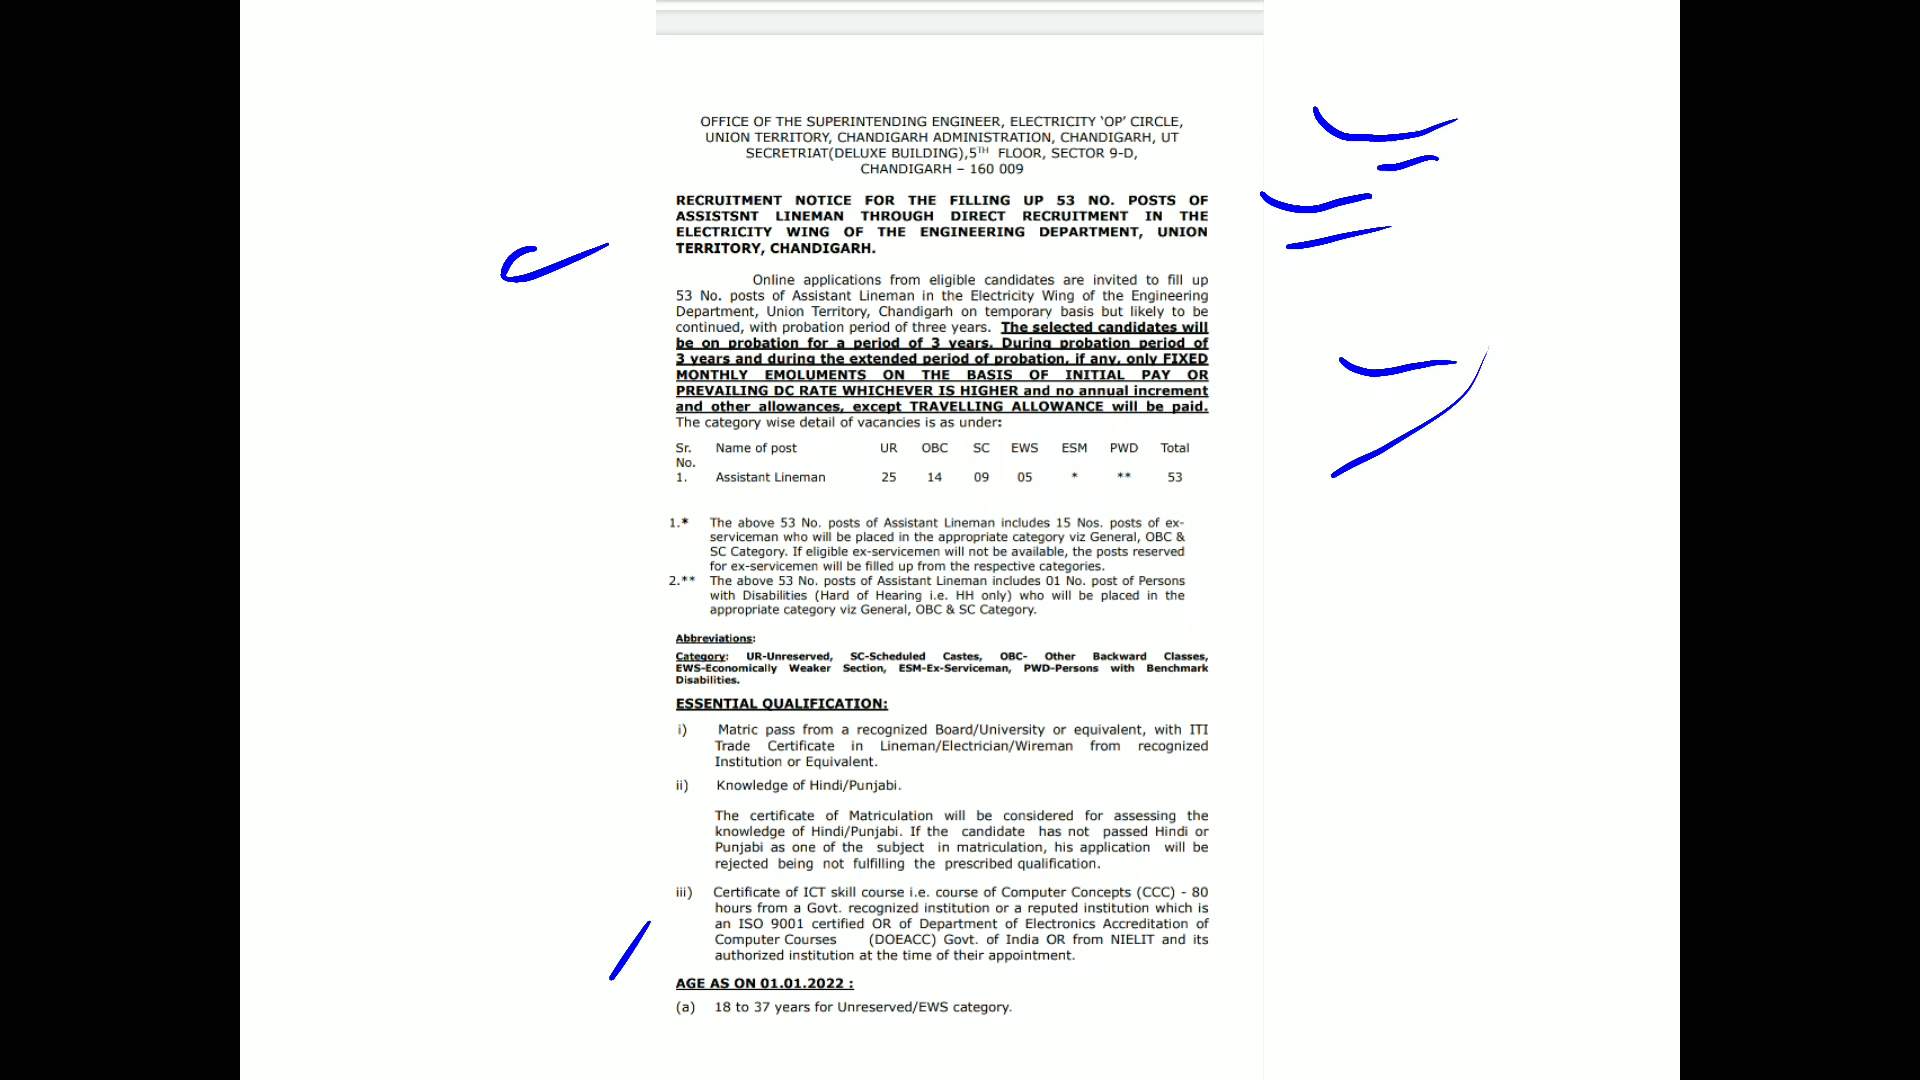 OFFICE OF THE SUPERINTENDING ENGINEER, ELECTRICITY ‘OP’ CIRCLE,
UNION TERRITORY, CHANDIGARH ADMINISTRATION, CHANDIGARH, UT
SECRETRIAT(DELUXE BUILDING),5TH FLOOR, SECTOR 9-D,
CHANDIGARH – 160 009
RECRUITMENT NOTICE FOR THE FILLING UP 53 NO. POSTS OF
ASSISTSNT LINEMAN THROUGH DIRECT RECRUITMENT IN THE
ELECTRICITY WING OF THE ENGINEERING DEPARTMENT, UNION
TERRITORY, CHANDIGARH.
Online applications from eligible candidates are invited to fill up
53 No. posts of Assistant Lineman in the Electricity Wing of the Engineering
Department, Union Territory, Chandigarh on temporary basis but likely to be
continued, with probation period of three years. The selected candidates will
be on probation for a period of 3 years. During probation period of
3 years and during the extended period of probation, if any, only FIXED
MONTHLY EMOLUMENTS ON THE BASIS OF INITIAL PAY OR
PREVAILING DC RATE WHICHEVER IS HIGHER and no annual increment
and other allowances, except TRAVELLING ALLOWANCE will be paid.
The category wise detail of vacancies is as under:
Sr. No. Name of post UR OBC SC EWS ESM PWD Total
1. Assistant Lineman 25 14 09 05 * ** 53
1.* The above 53 No. posts of Assistant Lineman includes 15 Nos. posts of ex-
serviceman who will be placed in the appropriate category viz General, OBC &
SC Category. If eligible ex-servicemen will not be available, the posts reserved
for ex-servicemen will be filled up from the respective categories.
2.** The above 53 No. posts of Assistant Lineman includes 01 No. post of Persons
with Disabilities (Hard of Hearing i.e. HH only) who will be placed in the
appropriate category viz General, OBC & SC Category.
Abbreviations:
Category: UR-Unreserved, SC-Scheduled Castes, OBC- Other Backward Classes,
EWS-Economically Weaker Section, ESM-Ex-Serviceman, PWD-Persons with Benchmark
Disabilities.
ESSENTIAL QUALIFICATION:
i) Matric pass from a recognized Board/University or equivalent, with ITI
Trade Certificate in Lineman/Electrician/Wireman from recognized
Institution or Equivalent.
ii) Knowledge of Hindi/Punjabi.
The certificate of Matriculation will be considered for assessing the
knowledge of Hindi/Punjabi. If the candidate has not passed Hindi or
Punjabi as one of the subject in matriculation, his application will be
rejected being not fulfilling the prescribed qualification.
iii) Certificate of ICT skill course i.e. course of Computer Concepts (CCC) - 80
hours from a Govt. recognized institution or a reputed institution which is
an ISO 9001 certified OR of Department of Electronics Accreditation of
Computer Courses (DOEACC) Govt. of India OR from NIELIT and its
authorized institution at the time of their appointment.
AGE AS ON 01.01.2022 :
(a) 18 to 37 years for Unreserved/EWS category.